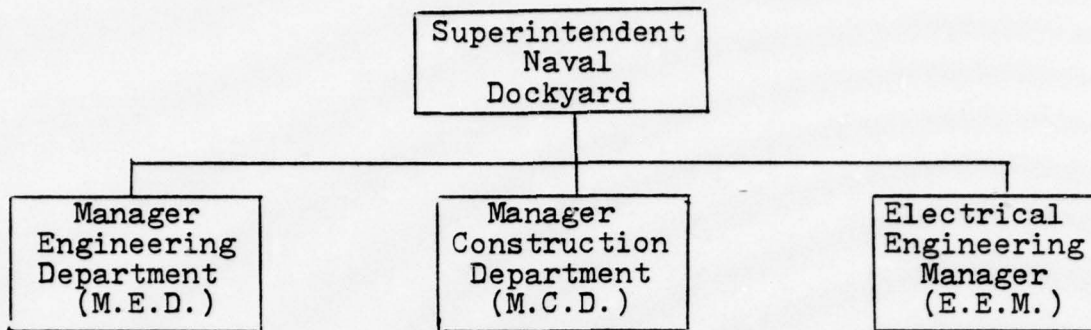 Superintendent
Naval
Dockyard
Manager
Engineering
Department
(M.E.D.)
Manager
Construction
Department
(M.C.D.)
Electrical
Engineering
Manager
(E.E.M.)